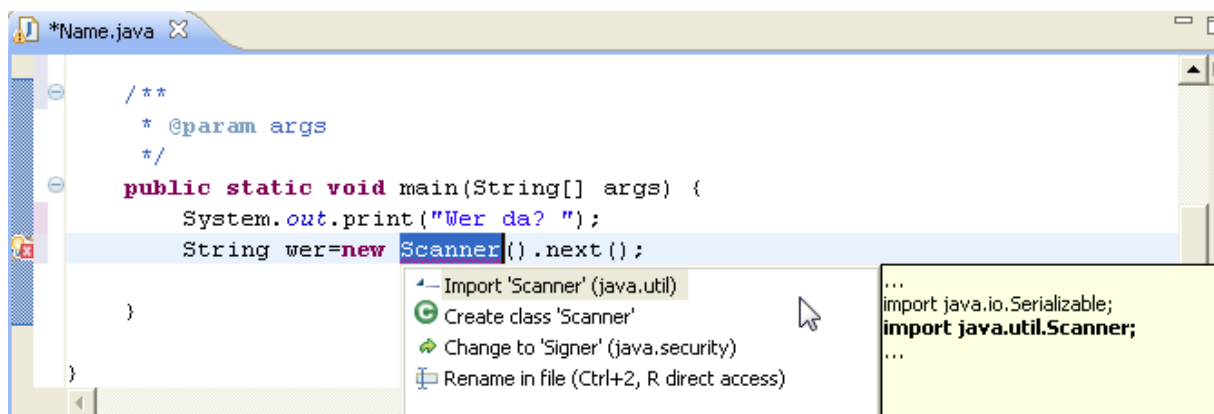 *Name.java
/**
* @param args
*/
public static void main(String[] args) {
System.out.print("Wer da? ");
String wer=new Scanner().next();
}
}
Import 'Scanner' (java.util)
Create class 'Scanner'
Change to 'Signer' (java.security)
Rename in file (Ctrl+2, R direct access)
...
import java.io.Serializable;
import java.util.Scanner;
...